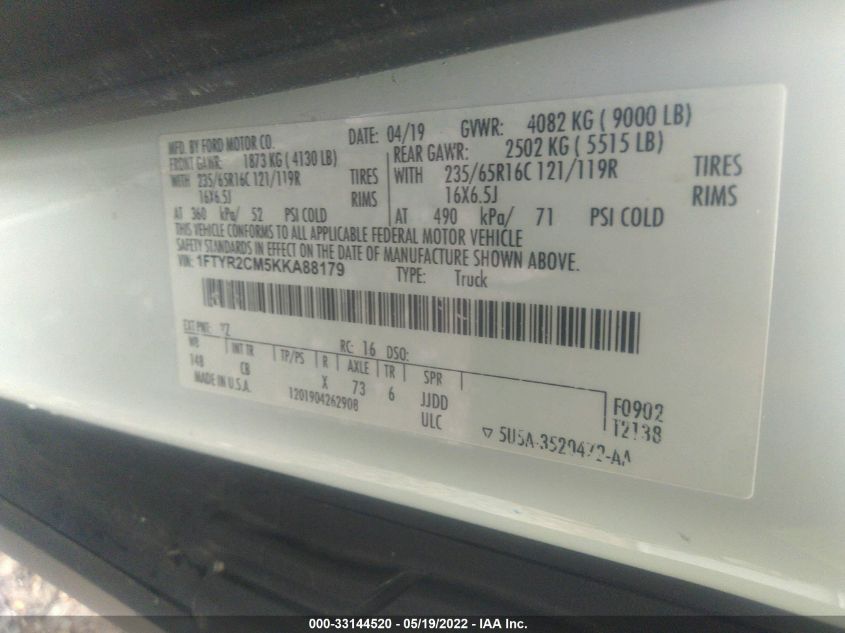 MFD. BY FORD MOTOR CO. DATE: 04/19 GVWR: 4082 KG ( 9000 LB)
FRONT GAWR: 1873 KG ( 4130 LB) REAR GAWR: 2502 KG ( 5515 LB)
WITH 235/65R16C 121/119R TIRES WITH 235/65R16C 121/119R TIRES
16X6.5J RIMS 16X6.5J RIMS
AT 360 kPa/ 52 PSI COLD AT 490 kPa/ 71 PSI COLD
THIS VEHICLE CONFORMS TO ALL APPLICABLE FEDERAL MOTOR VEHICLE
SAFETY STANDARDS IN EFFECT ON THE DATE OF MANUFACTURE SHOWN ABOVE.
VIN: 1FTYR2CM5KKA88179 TYPE: Truck
EXT PNT: YZ RC: 16 DSO:
WB INT TR TP/PS R AXLE TR SPR
148 CB X 73 6 JJDD
MADE IN U.S.A. 1201904262908 ULC
F0902
T2138
▽ 5U5A-3520472-AA
000-33144520 - 05/19/2022 - IAA Inc.